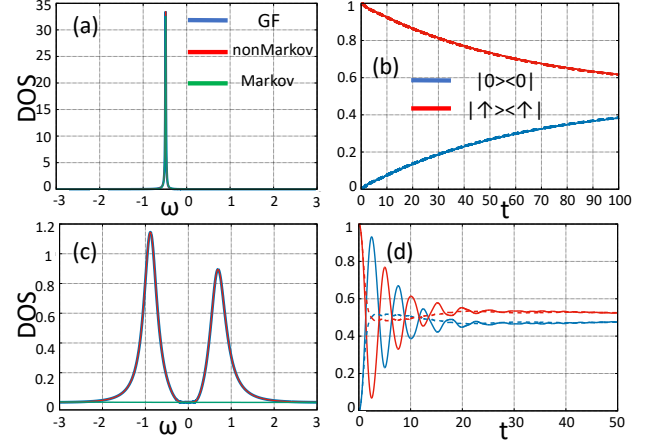 (a)
GF
nonMarkov
Markov
DOS
35
30
25
20
15
10
5
0
-3 -2 -1 0 1 2 3
ω
(b)
|0><0|
|↑><↑|
1
0.8
0.6
0.4
0.2
0
0 10 20 30 40 50 60 70 80 90 100
t
(c)
DOS
1.2
1
0.8
0.6
0.4
0.2
0
-3 -2 -1 0 1 2 3
ω
(d)
1
0.8
0.6
0.4
0.2
0
0 10 20 30 40 50
t